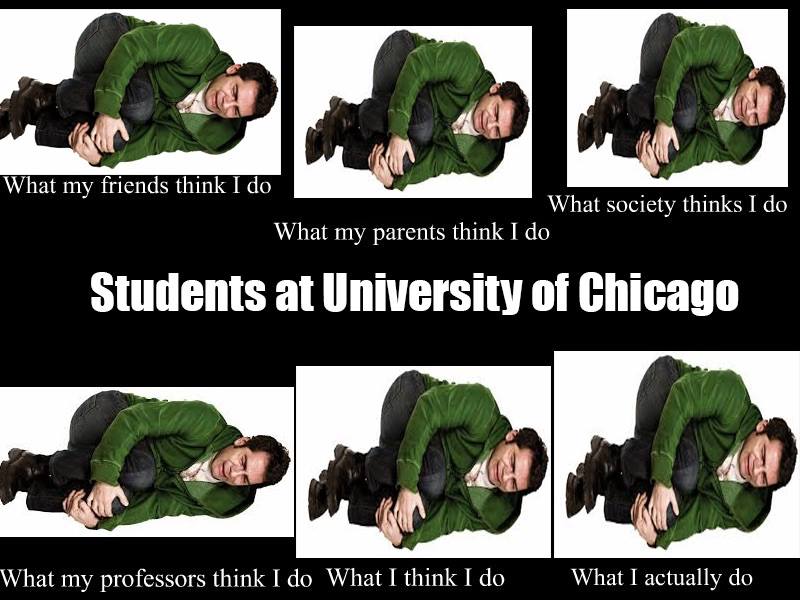 What my friends think I do
What my parents think I do
What society thinks I do
Students at University of Chicago
What my professors think I do
What I think I do
What I actually do